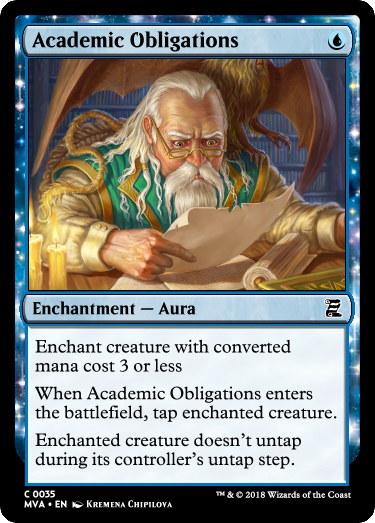 Academic Obligations
Enchantment — Aura
Enchant creature with converted
mana cost 3 or less
When Academic Obligations enters
the battlefield, tap enchanted creature.
Enchanted creature doesn't untap
during its controller's untap step.
C 0035
MVA • EN Kremena Chipilova
™ & © 2018 Wizards of the Coast